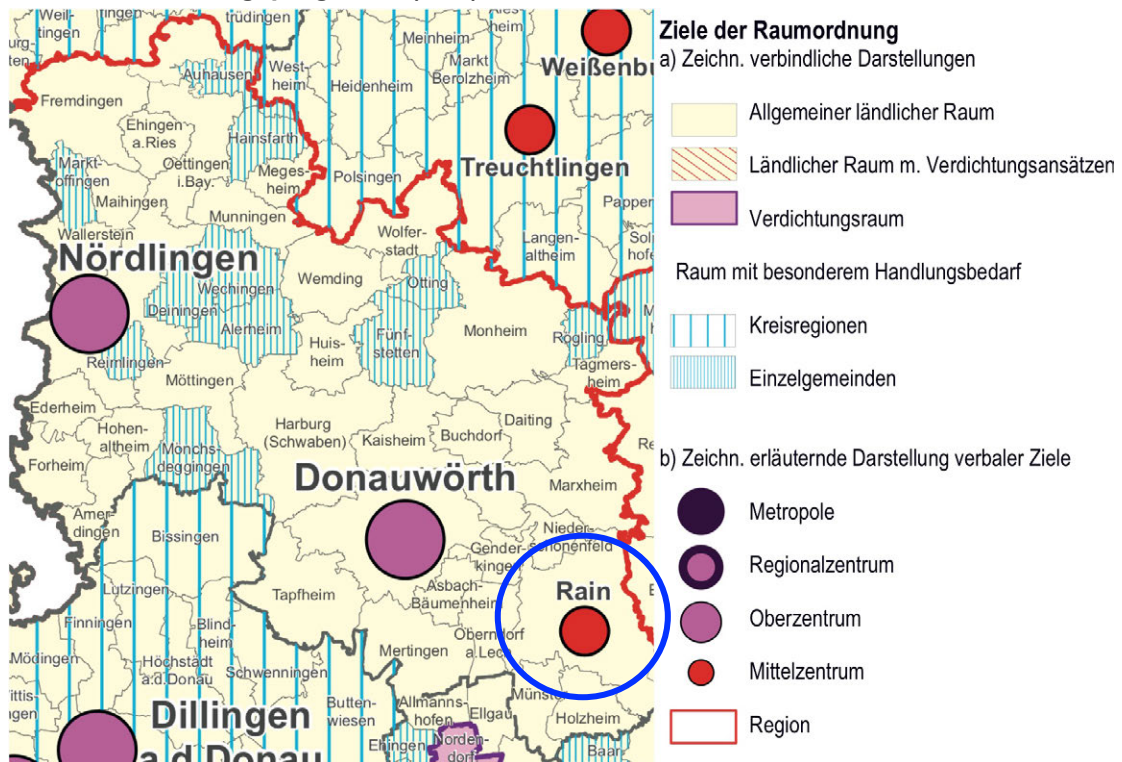 Weil-
tingen
trüdingen
Meinheim
heim
Weißenbu
Markt
Berolzheim
Auhausen
West-
heim
Heidenheim
Fremdingen
Ehingen
a.Ries
Hainsfarth
Treuchtlingen
Markt-
offingen
Oettingen
i.Bay.
Meges-
heim
Polsingen
Maihingen
Munningen
Pappen
Wallerstein
Wolfer-
stadt
Langen-
altheim
Nördlingen
Wechingen
Wemding
Otting
Deiningen
Alerheim
Monheim
Huis-
heim
Fünf-
stetten
Rögling
Reimlingen
Tagmers-
heim
Möttingen
Ederheim
Harburg
(Schwaben)
Daiting
Hohen-
altheim
Kaisheim
Buchdorf
Mönchs-
deggingen
Forheim
Donauwörth
Marxheim
Amer-
dingen
Bissingen
Nieder-
schönenfeld
Gender-
kingen
Rain
Asbach-
Bäumenheim
Tapfheim
Lutzingen
Finningen
Blind-
heim
Oberndorf
a.Lech
Mertingen
Mödingen
Höchstädt
a.d.Donau
Schwenningen
Münster
Butten-
wiesen
Allmanns-
hofen
Ellgau
Holzheim
Dillingen
a.d.Donau
Ehingen
Norden-
dorf
Baar
Ziele der Raumordnung
a) Zeichn. verbindliche Darstellungen
Allgemeiner ländlicher Raum
Ländlicher Raum m. Verdichtungsansätzen
Verdichtungsraum
Raum mit besonderem Handlungsbedarf
Kreisregionen
Einzelgemeinden
b) Zeichn. erläuternde Darstellung verbaler Ziele
Metropole
Regionalzentrum
Oberzentrum
Mittelzentrum
Region